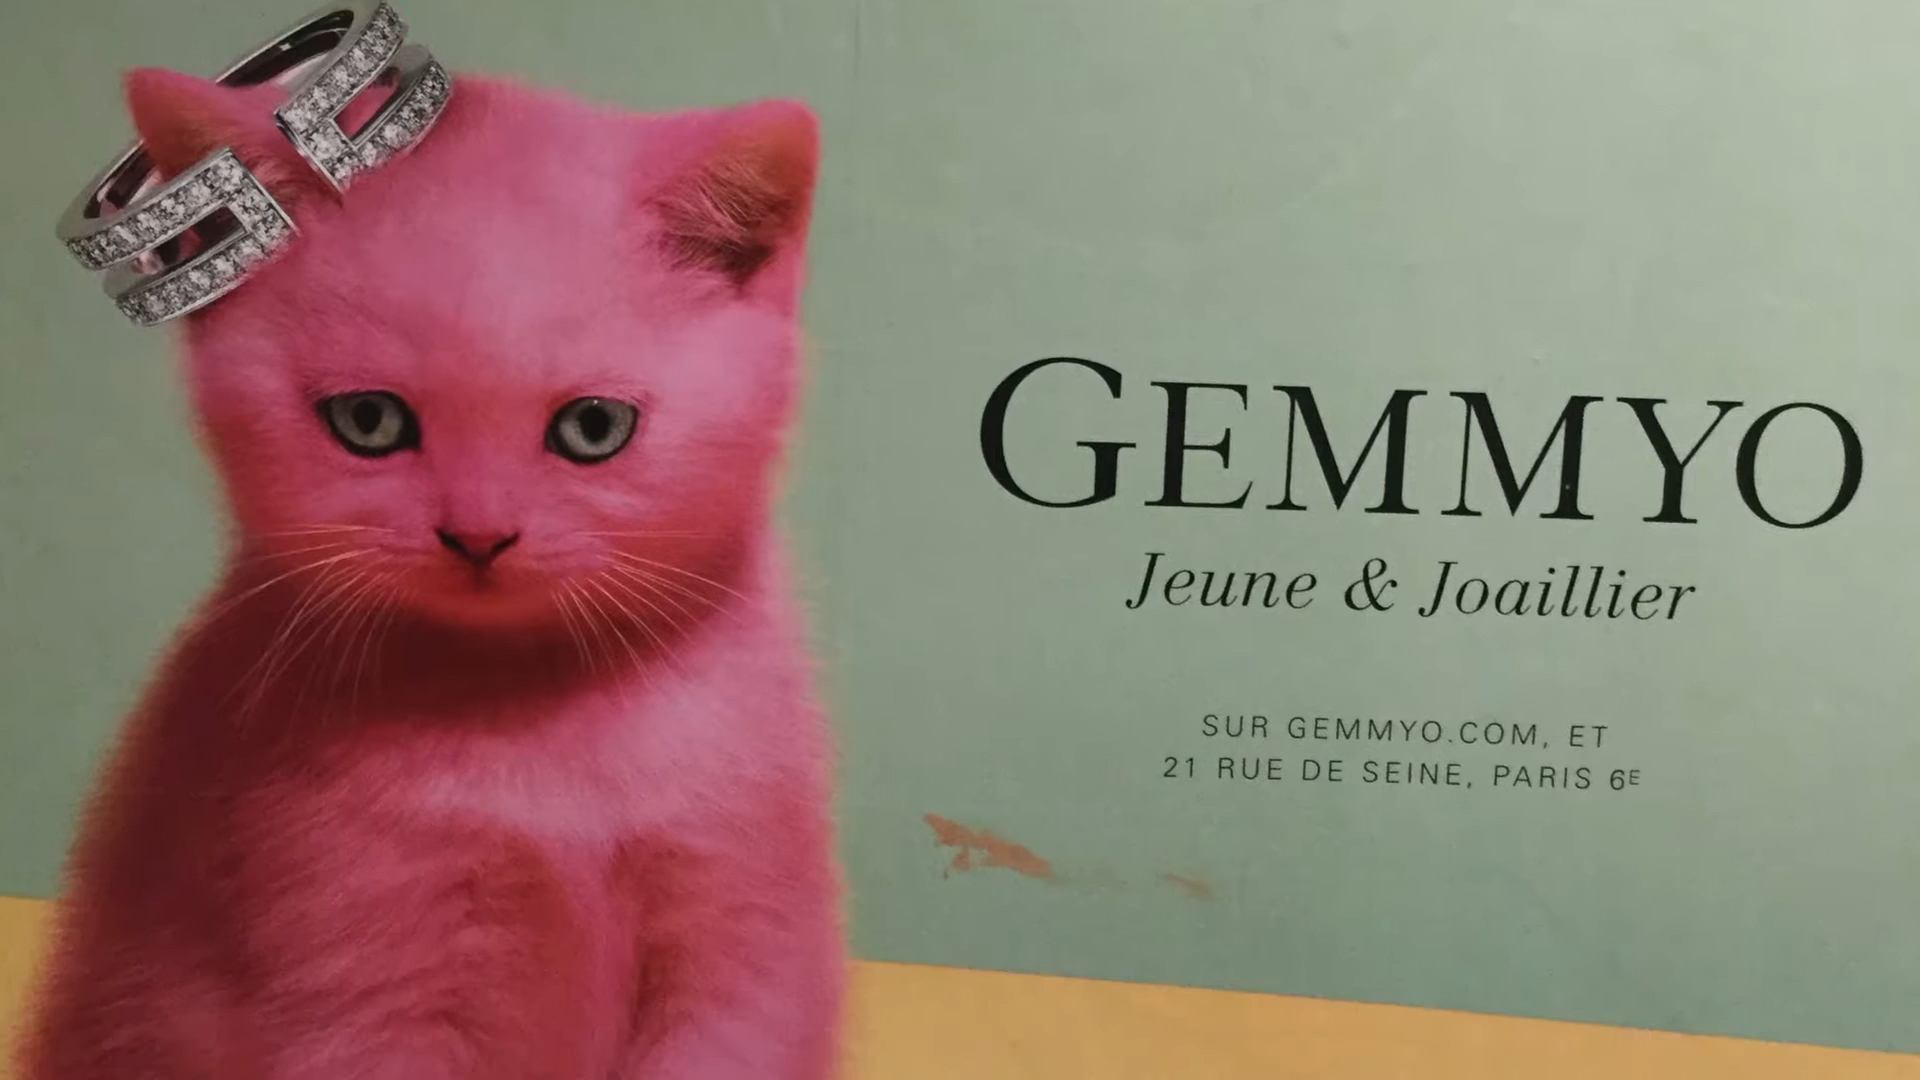 GEMMYO
Jeune & Joaillier
SUR GEMMYO.COM, ET
21 RUE DE SEINE, PARIS 6E